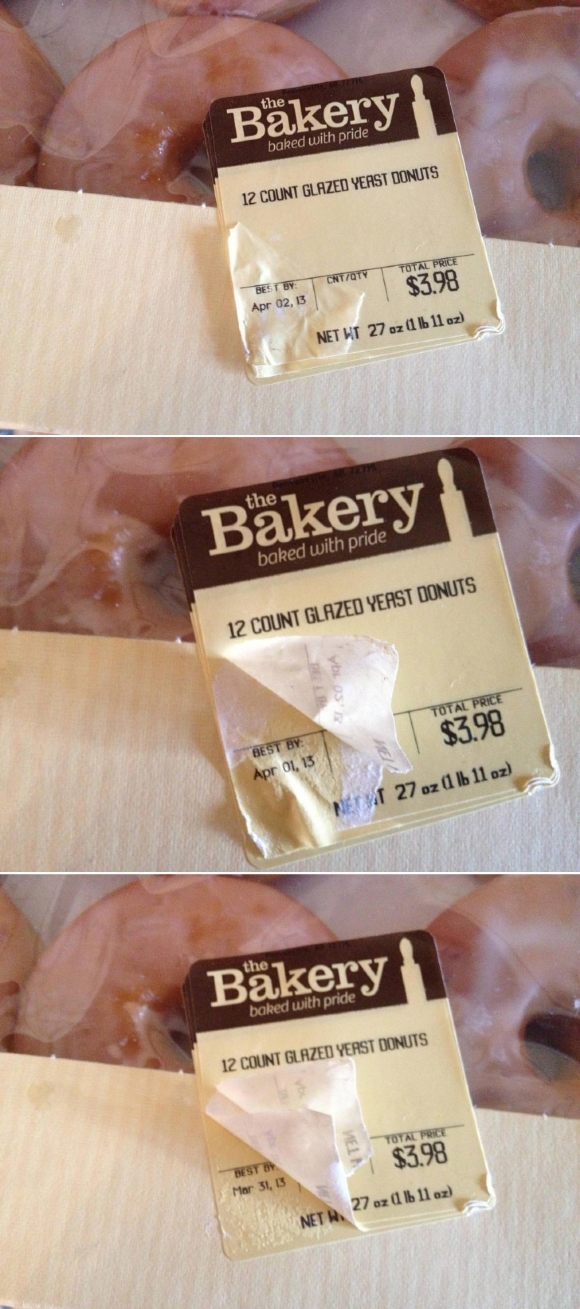 the
Bakery
baked with pride
12 COUNT GLAZED YEAST DONUTS
BEST BY: CNT/QTY TOTAL PRICE
Apr 02, 13 $3.98
NET WT 27 oz (1 lb 11 oz)
the
Bakery
baked with pride
12 COUNT GLAZED YEAST DONUTS
BEST BY: TOTAL PRICE
Apr 01, 13 $3.98
NET WT 27 oz (1 lb 11 oz)
the
Bakery
baked with pride
12 COUNT GLAZED YEAST DONUTS
BEST BY TOTAL PRICE
Mar 31, 13 $3.98
NET W 27 oz (1 lb 11 oz)